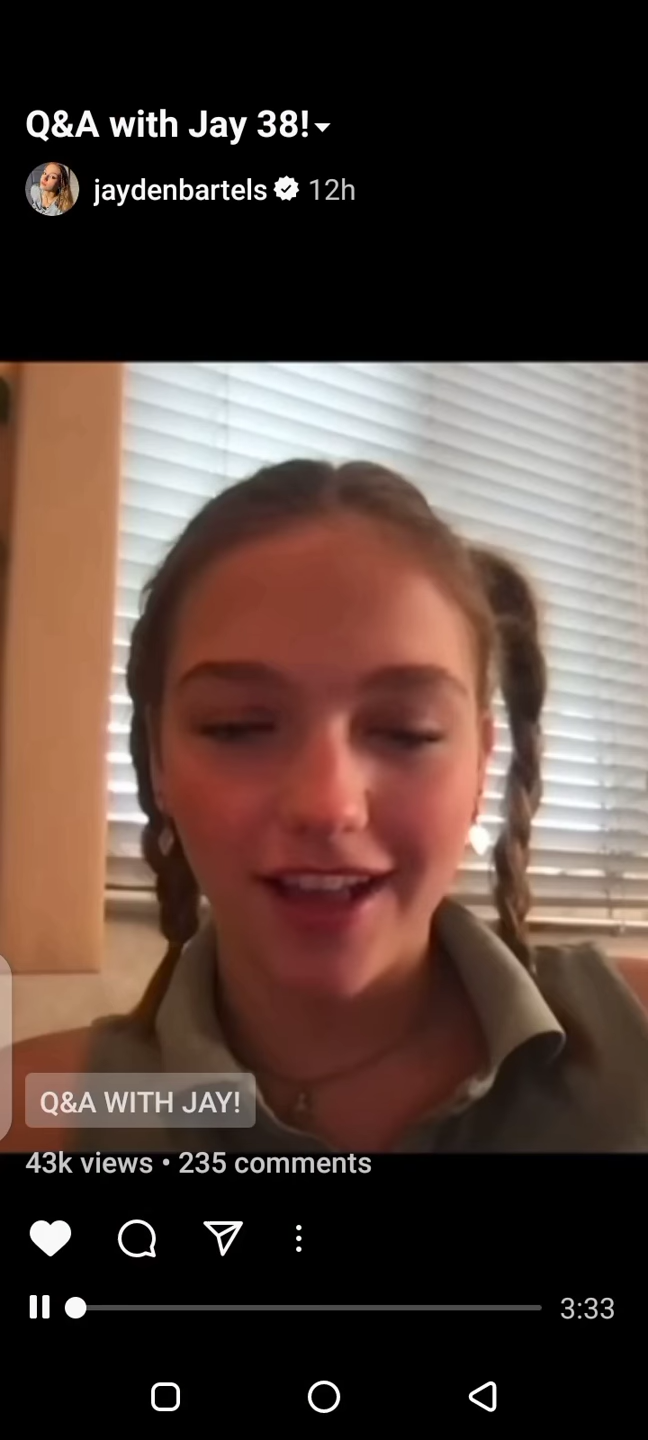 Q&A with Jay 38!
jaydenbartels 12h
Q&A WITH JAY!
43k views • 235 comments
3:33